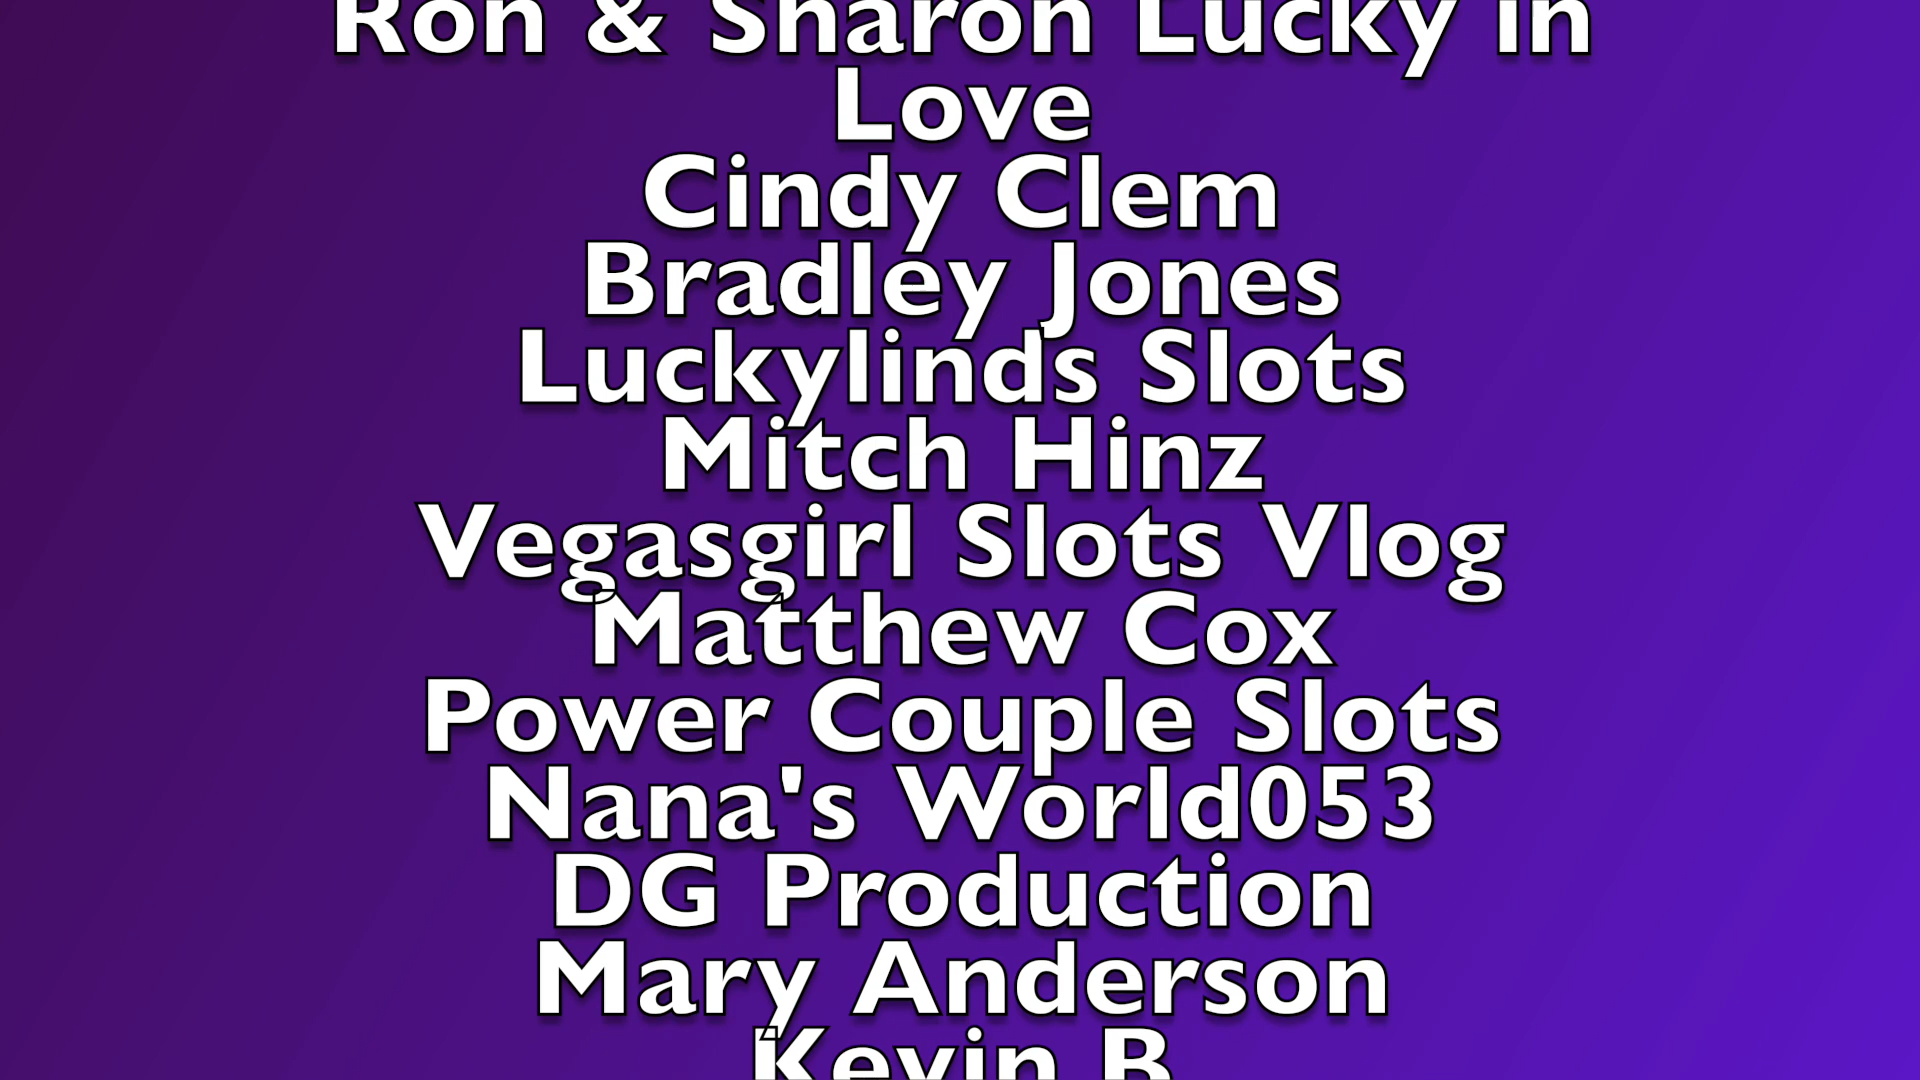 Ron & Sharon Lucky in
Love
Cindy Clem
Bradley Jones
Luckylinds Slots
Mitch Hinz
Vegasgirl Slots Vlog
Matthew Cox
Power Couple Slots
Nana's World053
DG Production
Mary Anderson
Kevin B